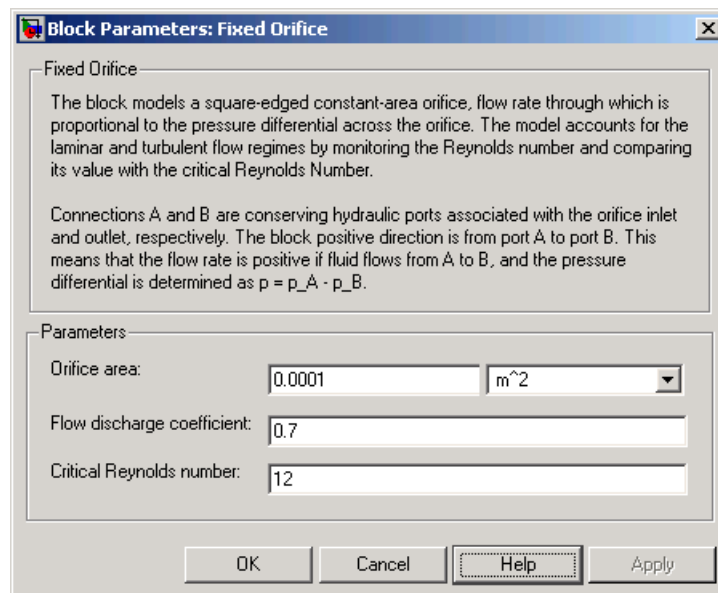 Block Parameters: Fixed Orifice
Fixed Orifice
The block models a square-edged constant-area orifice, flow rate through which is
proportional to the pressure differential across the orifice. The model accounts for the
laminar and turbulent flow regimes by monitoring the Reynolds number and comparing
its value with the critical Reynolds Number.
Connections A and B are conserving hydraulic ports associated with the orifice inlet
and outlet, respectively. The block positive direction is from port A to port B. This
means that the flow rate is positive if fluid flows from A to B, and the pressure
differential is determined as p = p_A - p_B.
Parameters
Orifice area: 0.0001 m^2
Flow discharge coefficient: 0.7
Critical Reynolds number: 12
OK Cancel Help Apply